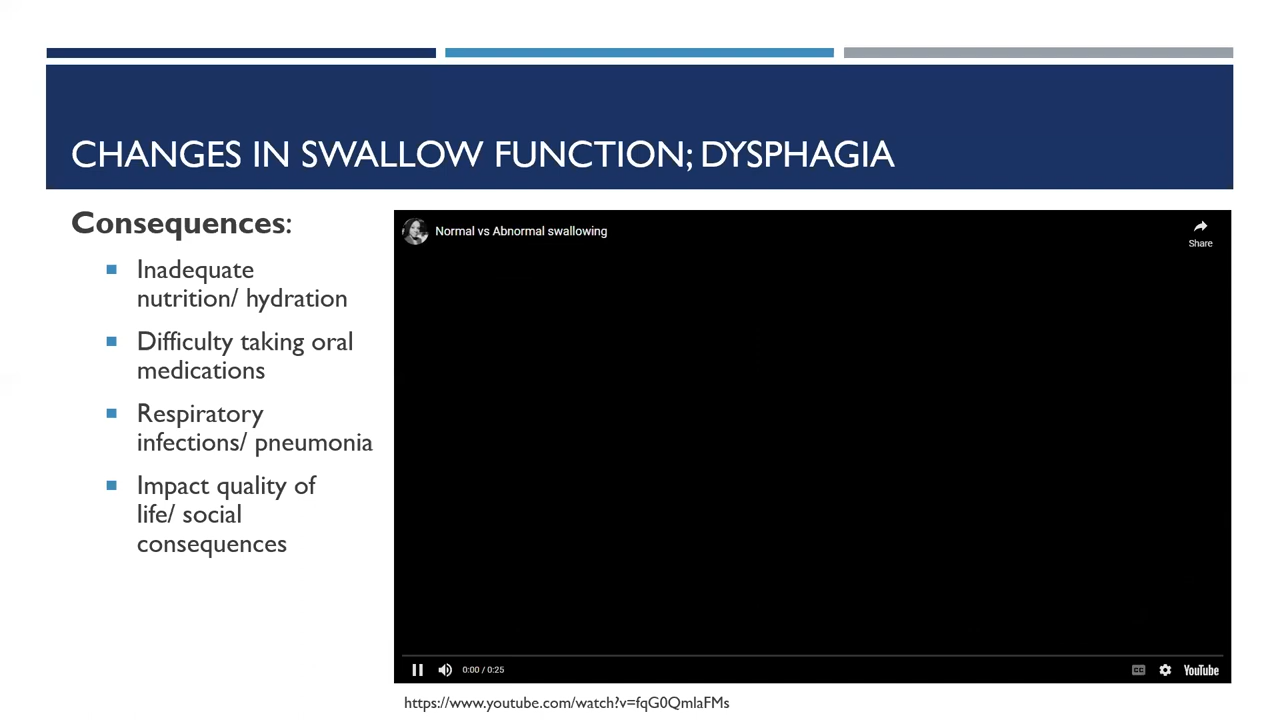 CHANGES IN SWALLOW FUNCTION; DYSPHAGIA
Consequences:
Inadequate
nutrition/ hydration
Difficulty taking oral
medications
Respiratory
infections/ pneumonia
Impact quality of
life/ social
consequences
Normal vs Abnormal swallowing
Share
0:00 / 0:25
CC
YouTube
https://www.youtube.com/watch?v=fqG0QmlaFMs